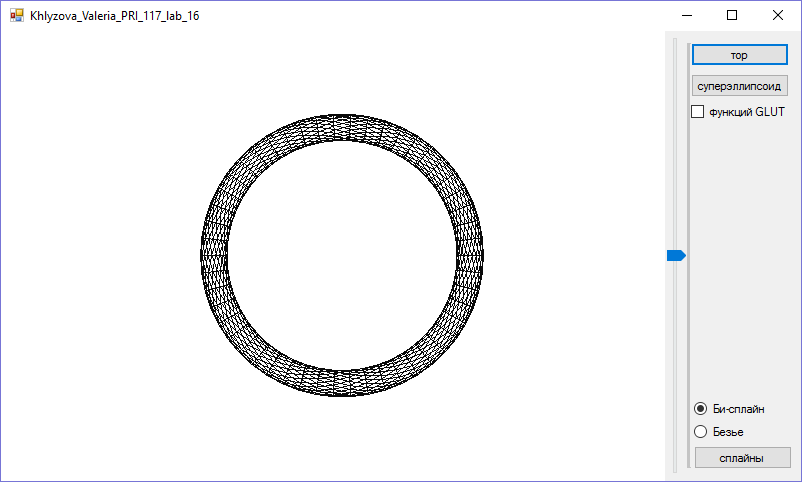 Khlyzova_Valeria_PRI_117_lab_16
тор
суперэллипсоид
функций GLUT
Би-сплайн
Безье
сплайны